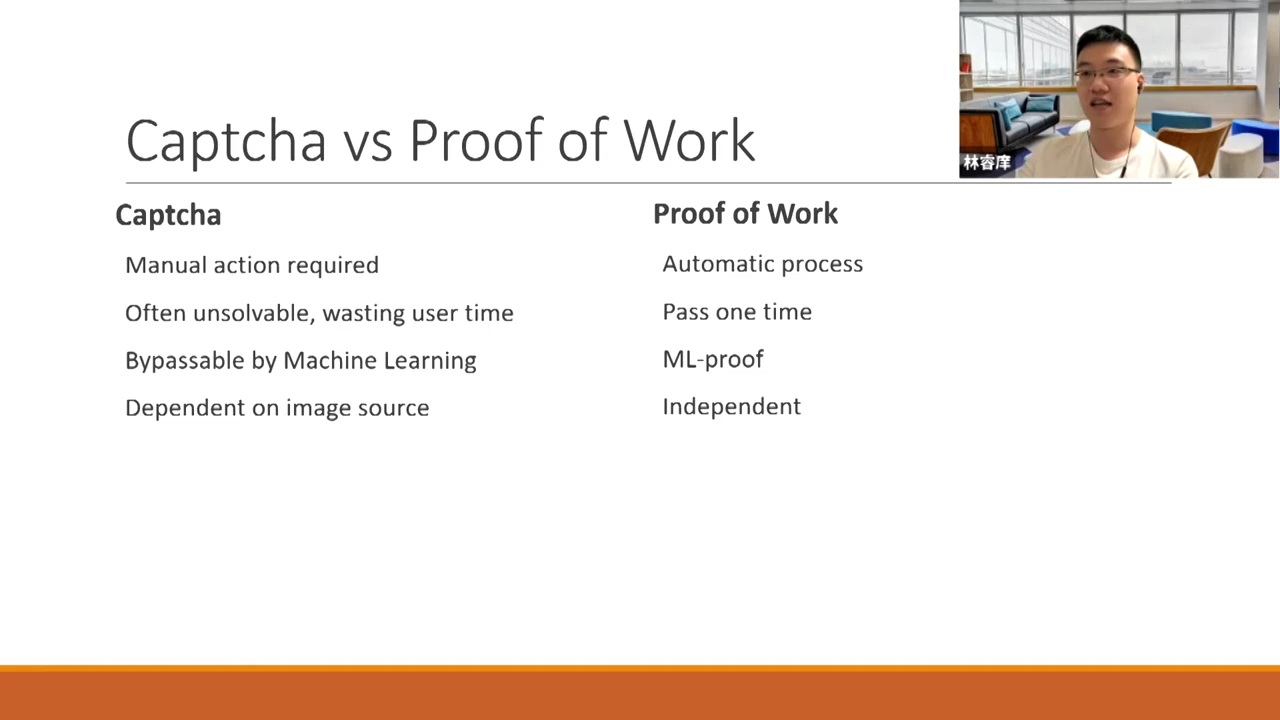 Captcha vs Proof of Work
林睿庠
Captcha
Manual action required
Often unsolvable, wasting user time
Bypassable by Machine Learning
Dependent on image source
Proof of Work
Automatic process
Pass one time
ML-proof
Independent